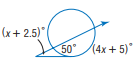 (x + 2.5)°
50°
(4x + 5)°